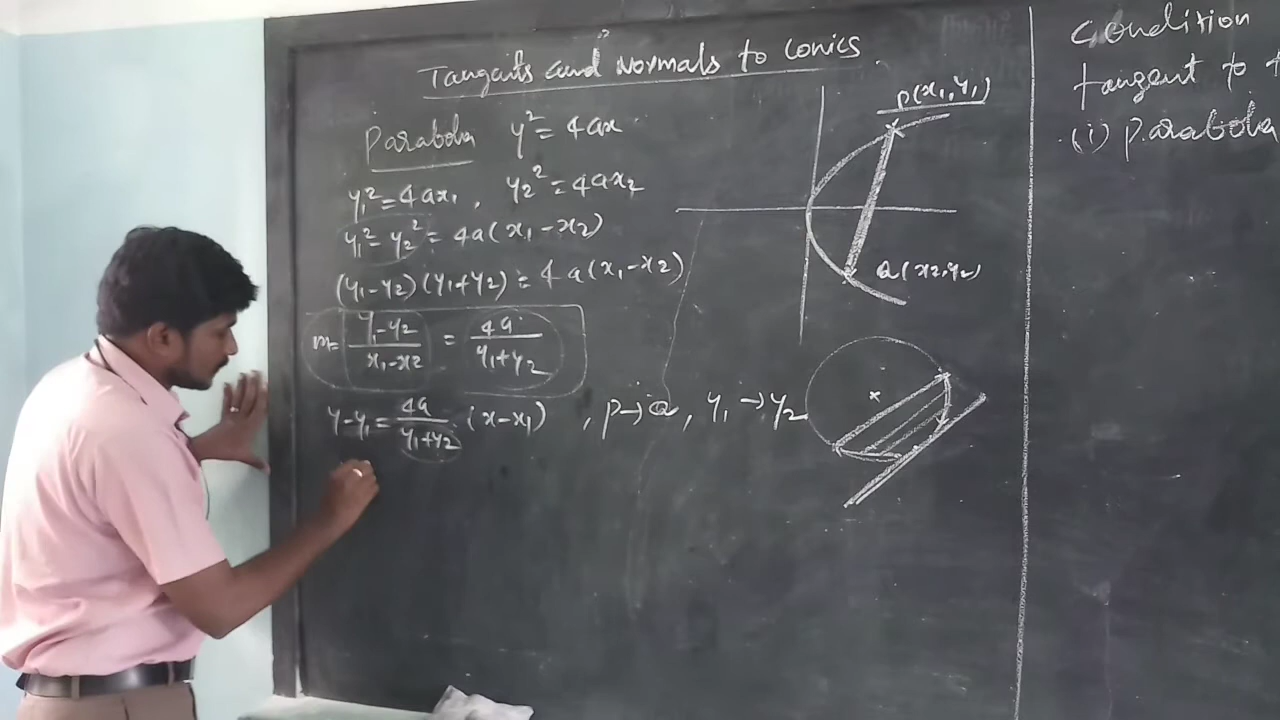 Tangents and Normals to Conics.
Parabola y² = 4ax
y₁² = 4ax₁ , y₂² = 4ax₂
y₁² - y₂² = 4a(x₁ - x₂)
(y₁-y₂)(y₁+y₂) = 4a(x₁-x₂)
m = y₁-y₂ / x₁-x₂ = 4a / y₁+y₂
y-y₁ = 4a / y₁+y₂ (x-x₁) , P→Q, y₁→y₂
P(x₁,y₁)
Q(x₂,y₂)
Condition
tangent to t
(i) Parabola